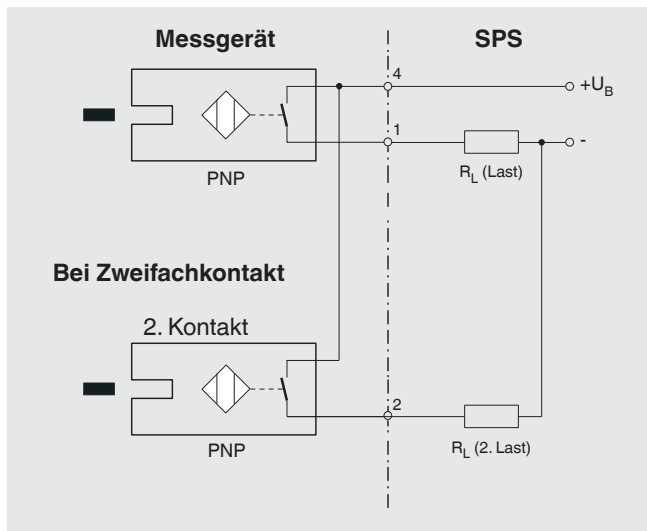 Messgerät
SPS
4
+U_B
1
-
R_L (Last)
PNP
Bei Zweifachkontakt
2. Kontakt
2
R_L (2. Last)
PNP